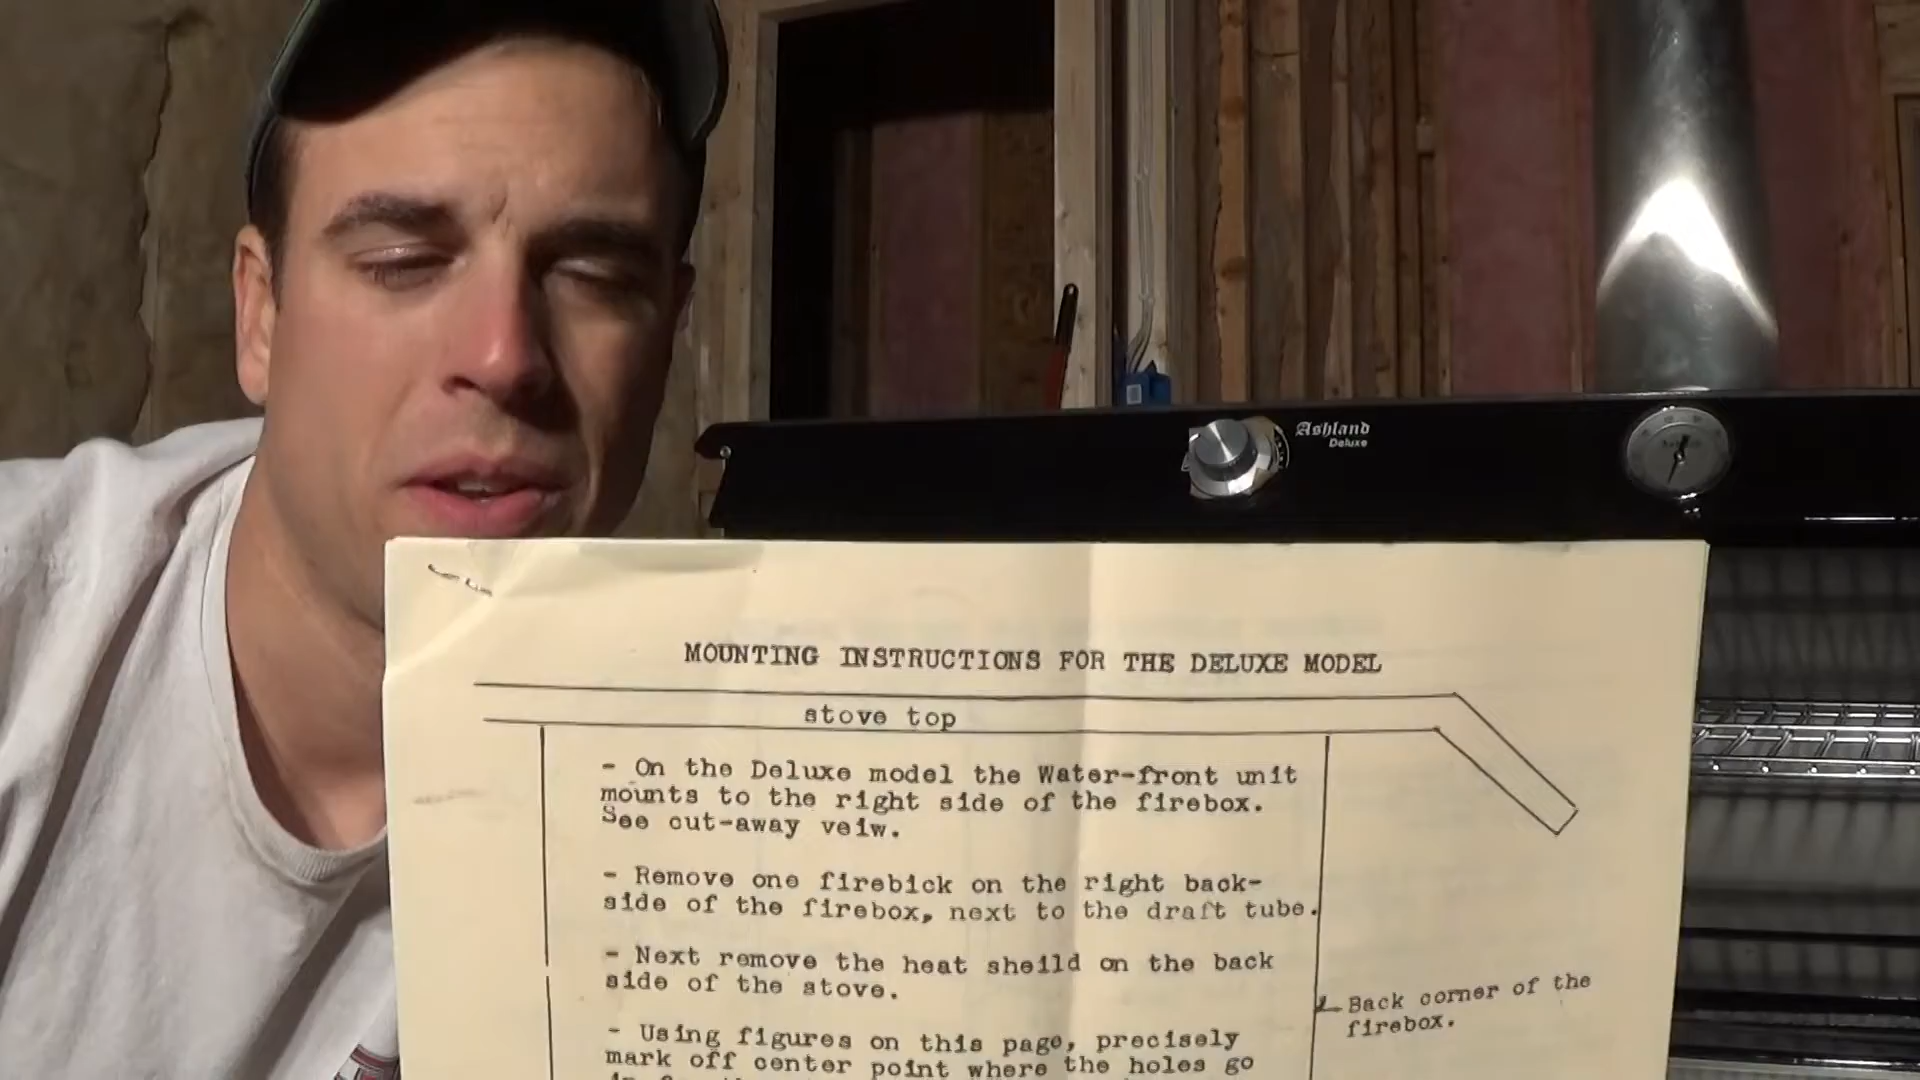 Ashland
Deluxe
MOUNTING INSTRUCTIONS FOR THE DELUXE MODEL
stove top
- On the Deluxe model the Water-front unit
mounts to the right side of the firebox.
See cut-away veiw.
- Remove one firebick on the right back-
side of the firebox, next to the draft tube.
- Next remove the heat sheild on the back
side of the stove.
Back corner of the
firebox.
- Using figures on this page, precisely
mark off center point where the holes go